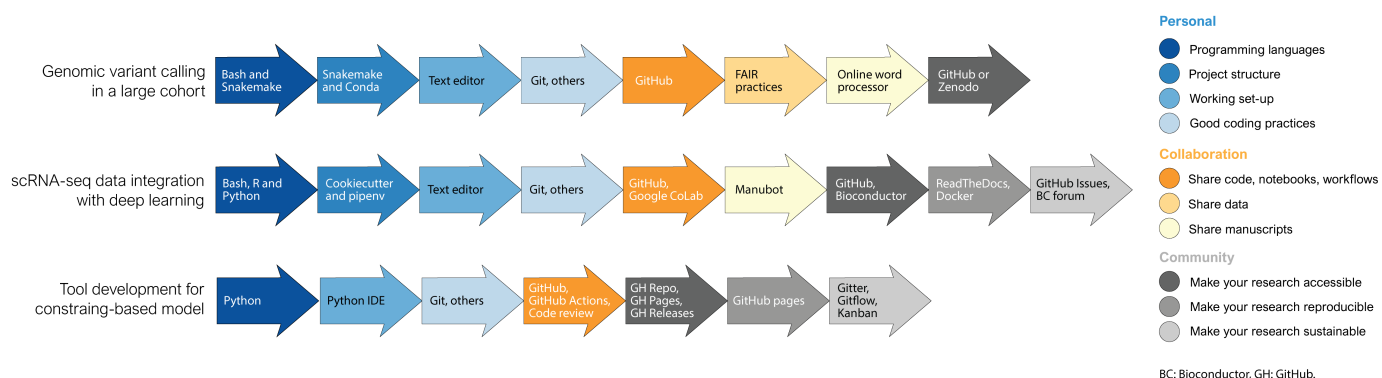 Genomic variant calling
in a large cohort
Bash and
Snakemake
Snakemake
and Conda
Text editor
Git, others
GitHub
FAIR
practices
Online word
processor
GitHub or
Zenodo
scRNA-seq data integration
with deep learning
Bash, R and
Python
Cookiecutter
and pipenv
Text editor
Git, others
GitHub,
Google CoLab
Manubot
GitHub,
Bioconductor
ReadTheDocs,
Docker
GitHub Issues,
BC forum
Tool development for
constraing-based model
Python
Python IDE
Git, others
GitHub,
GitHub Actions,
Code review
GH Repo,
GH Pages,
GH Releases
GitHub pages
Gitter,
Gitflow,
Kanban
Personal
Programming languages
Project structure
Working set-up
Good coding practices
Collaboration
Share code, notebooks, workflows
Share data
Share manuscripts
Community
Make your research accessible
Make your research reproducible
Make your research sustainable
BC: Bioconductor, GH: GitHub.